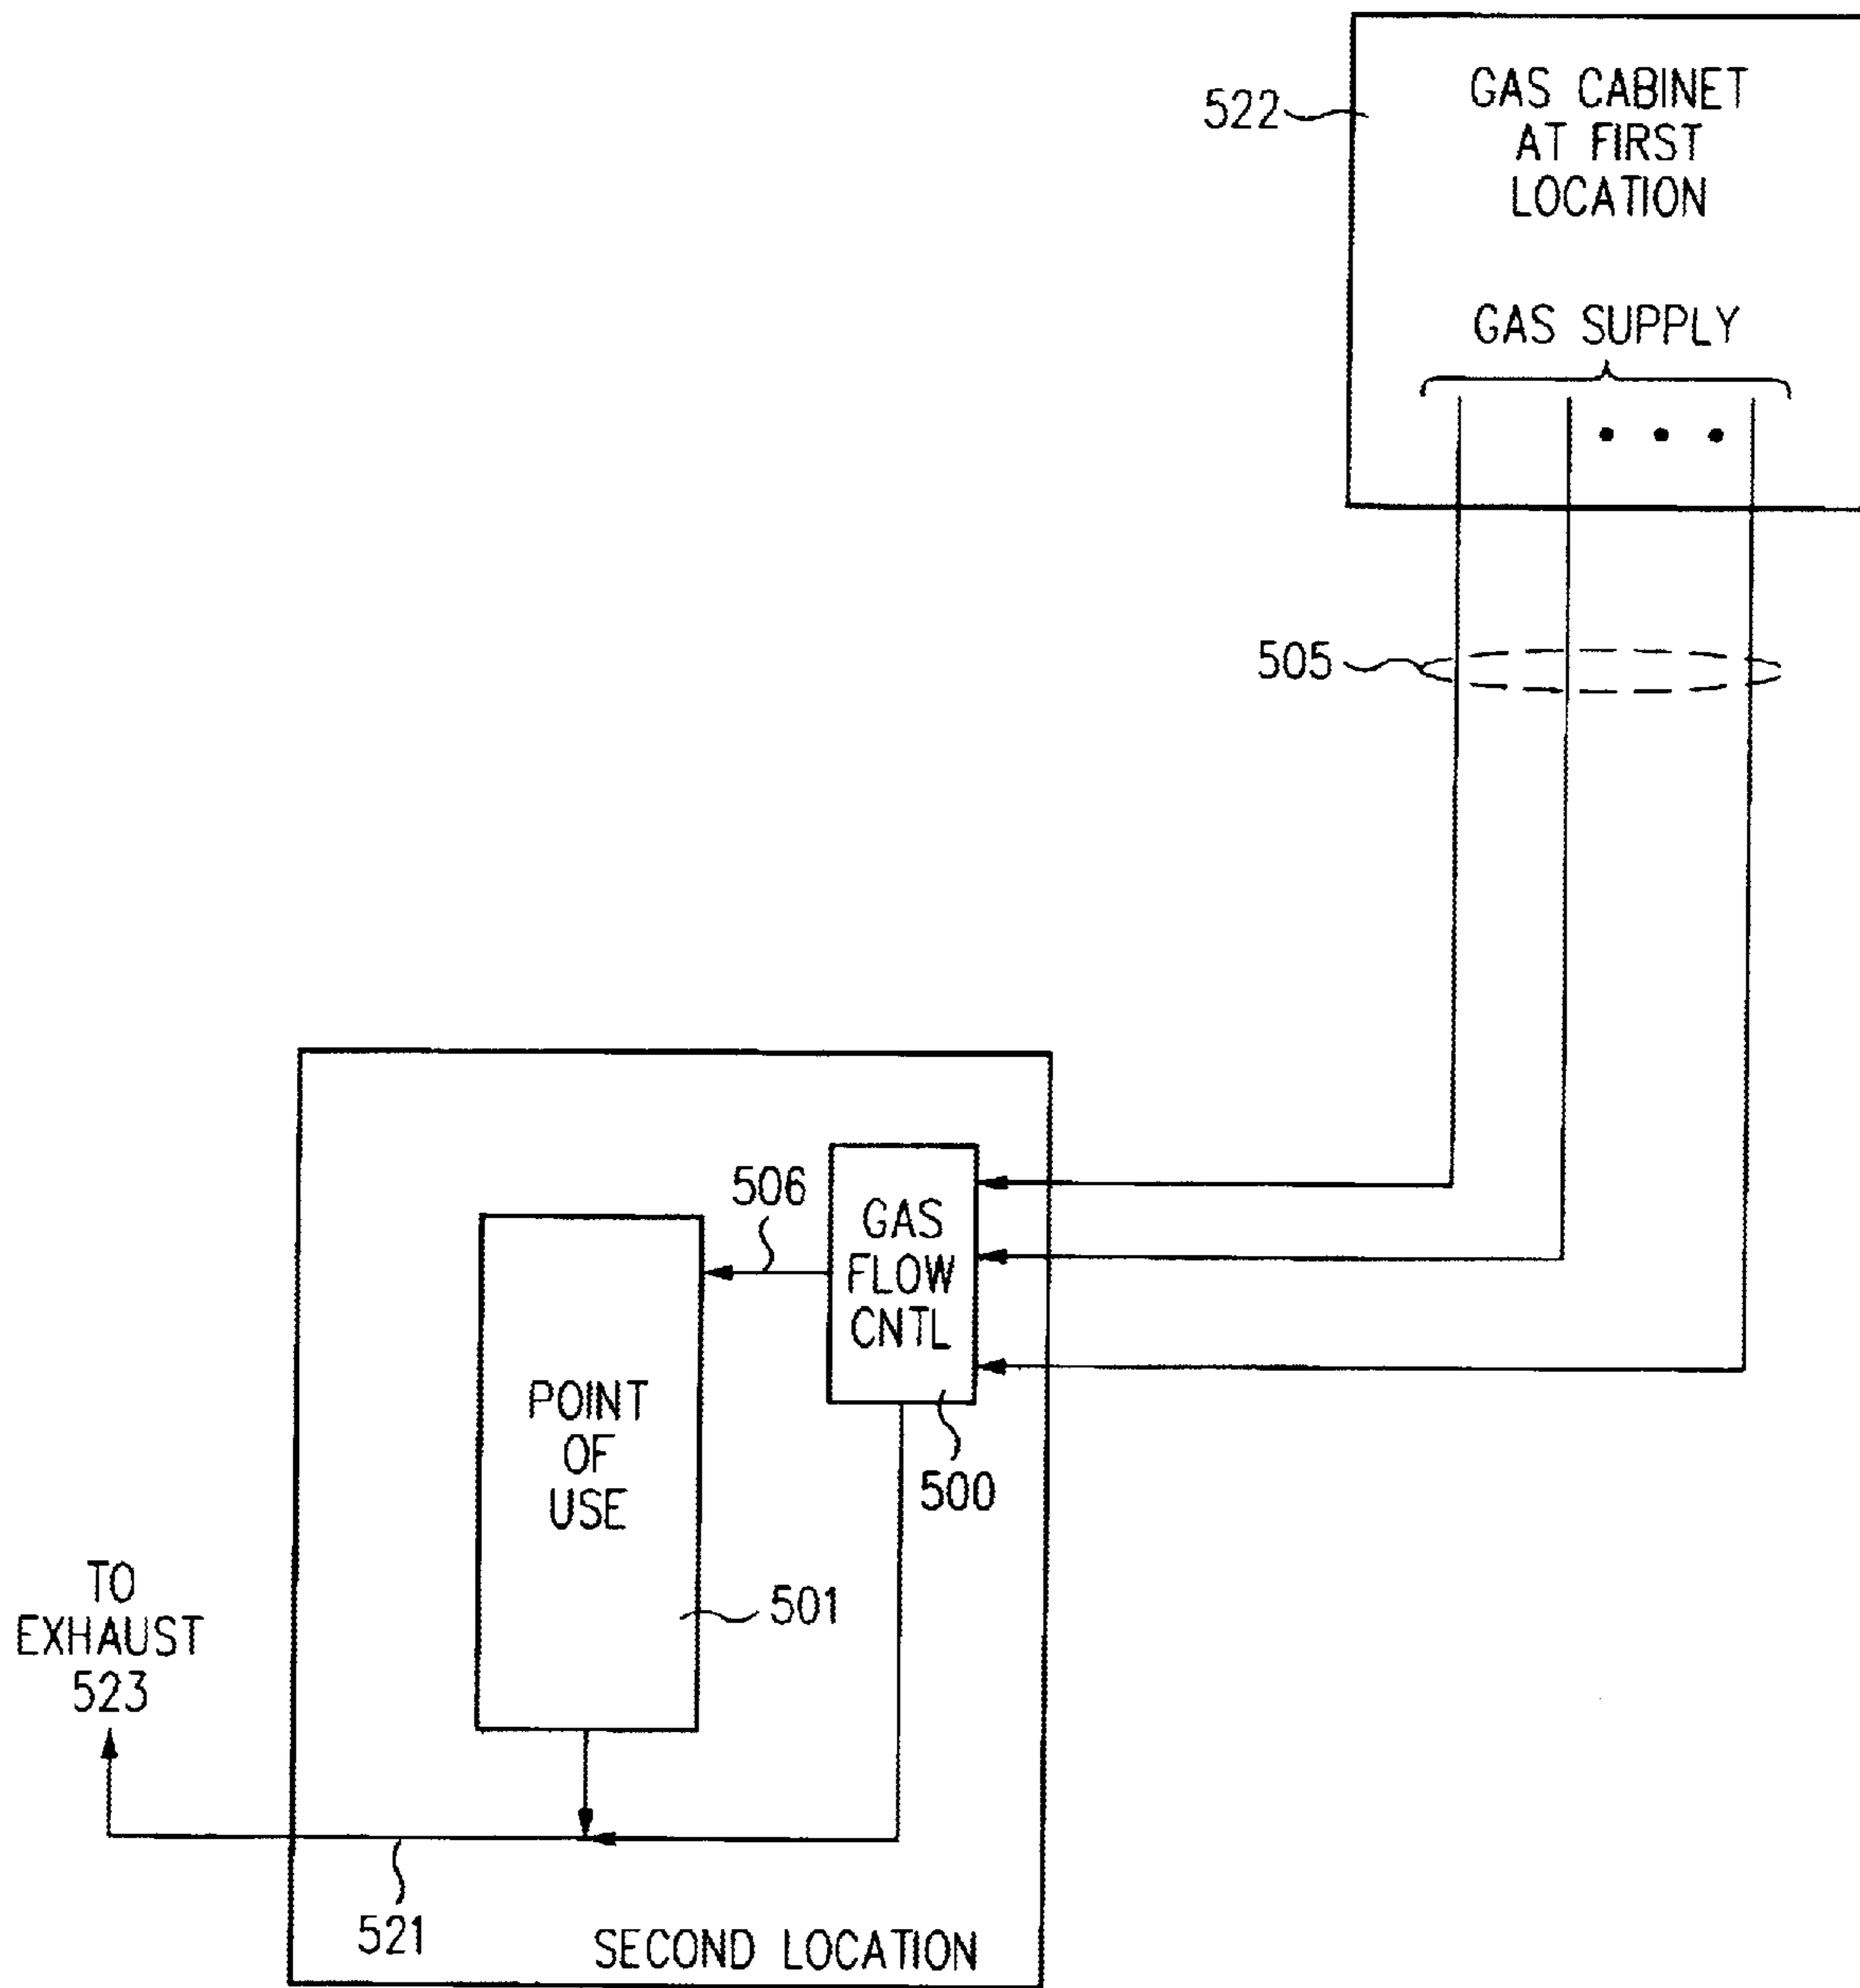 522
GAS CABINET
AT FIRST
LOCATION
GAS SUPPLY
505
506
GAS
FLOW
CNTL
500
POINT
OF
USE
501
TO
EXHAUST
523
521
SECOND LOCATION